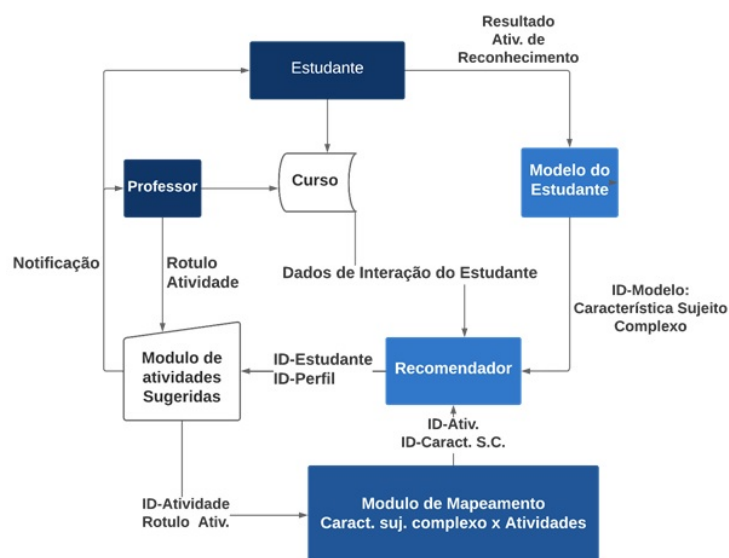 Resultado
Ativ. de
Reconhecimento
Estudante
Professor
Curso
Modelo do
Estudante
Notificação
Rotulo
Atividade
Dados de Interação do Estudante
ID-Modelo:
Característica Sujeito
Complexo
Modulo de
atividades
Sugeridas
ID-Estudante
ID-Perfil
Recomendador
ID-Ativ.
ID-Caract. S.C.
ID-Atividade
Rotulo Ativ.
Modulo de Mapeamento
Caract. suj. complexo x Atividades